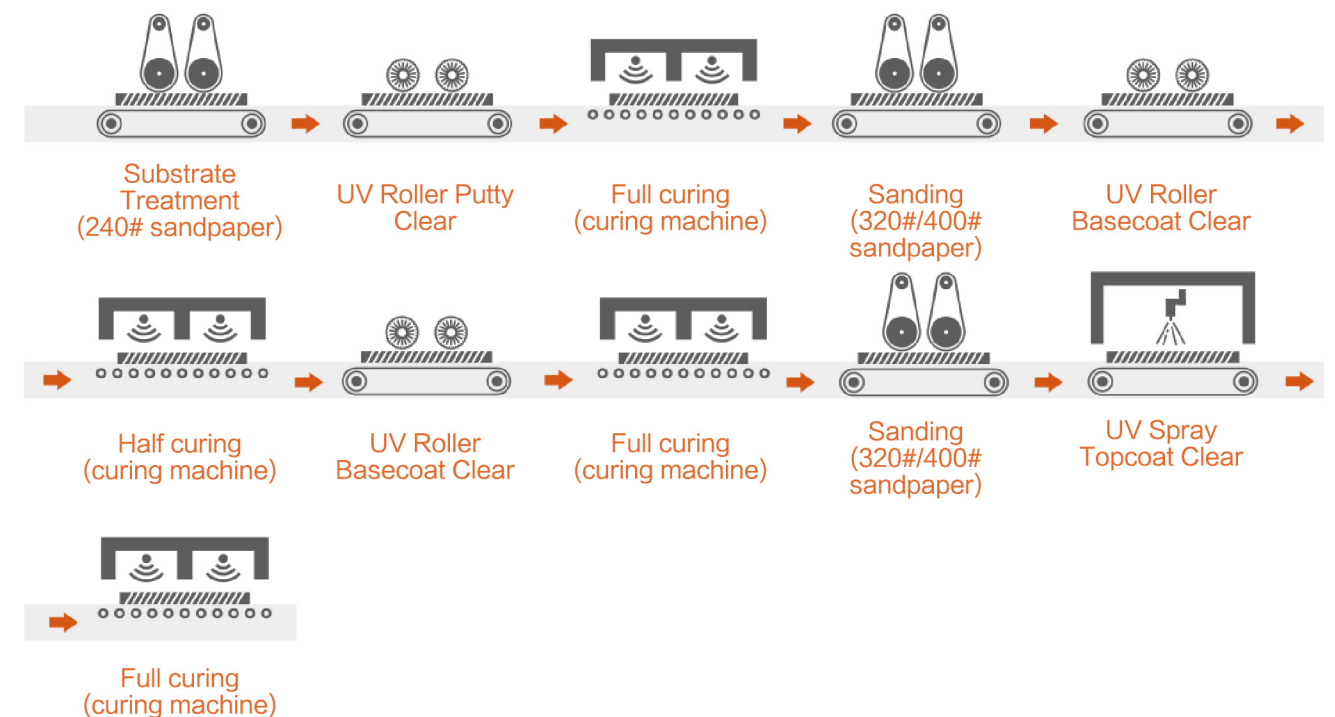 Substrate
Treatment
(240# sandpaper)
UV Roller Putty
Clear
Full curing
(curing machine)
Sanding
(320#/400#
sandpaper)
UV Roller
Basecoat Clear
Half curing
(curing machine)
UV Roller
Basecoat Clear
Full curing
(curing machine)
Sanding
(320#/400#
sandpaper)
UV Spray
Topcoat Clear
Full curing
(curing machine)